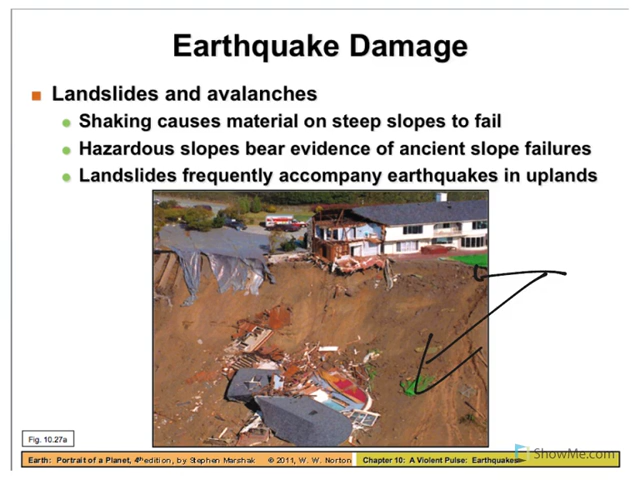 Earthquake Damage
Landslides and avalanches
Shaking causes material on steep slopes to fail
Hazardous slopes bear evidence of ancient slope failures
Landslides frequently accompany earthquakes in uplands
Fig. 10.27a
Earth: Portrait of a Planet, 4th edition, by Stephen Marshak © 2011, W. W. Norton Chapter 10: A Violent Pulse: Earthquakes
ShowMe.com